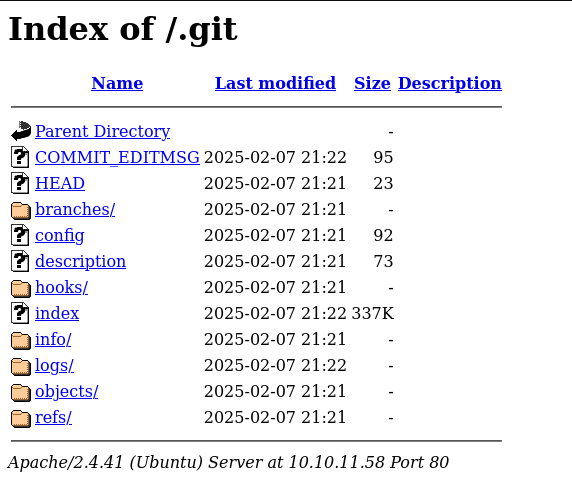 Index of /.git
Name Last modified Size Description
Parent Directory -
COMMIT_EDITMSG 2025-02-07 21:22 95
HEAD 2025-02-07 21:21 23
branches/ 2025-02-07 21:21 -
config 2025-02-07 21:21 92
description 2025-02-07 21:21 73
hooks/ 2025-02-07 21:21 -
index 2025-02-07 21:22 337K
info/ 2025-02-07 21:21 -
logs/ 2025-02-07 21:22 -
objects/ 2025-02-07 21:21 -
refs/ 2025-02-07 21:21 -
Apache/2.4.41 (Ubuntu) Server at 10.10.11.58 Port 80